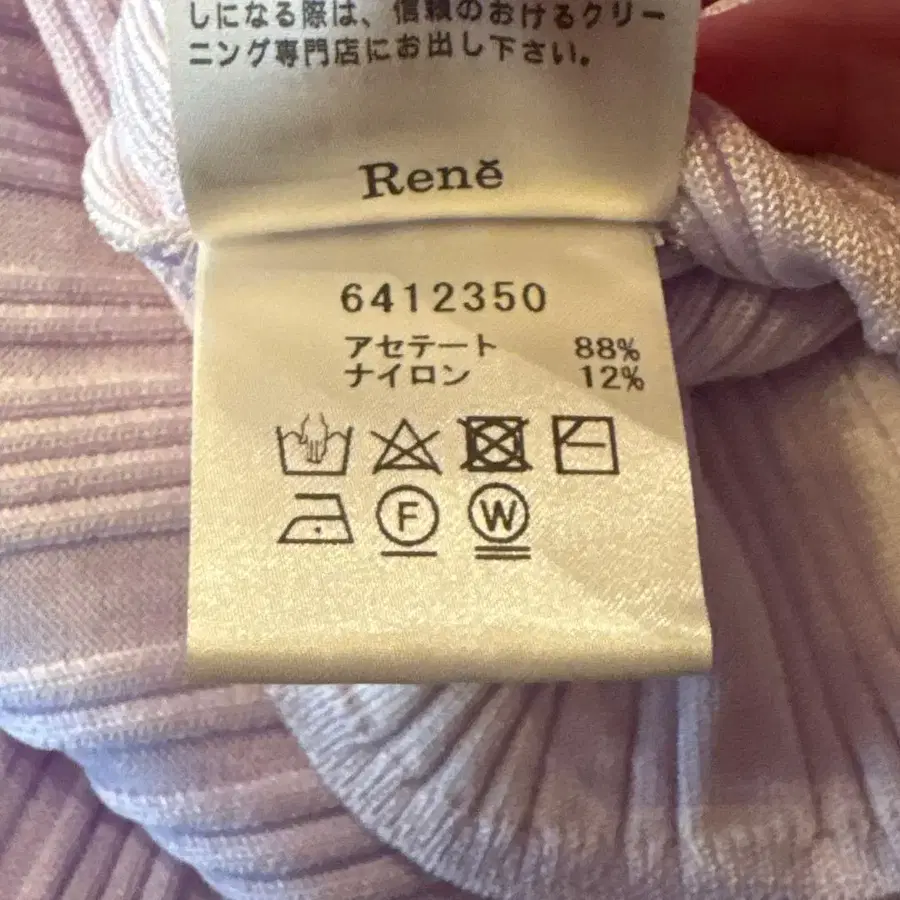 しになる際は、信頼のおけるクリー
ニング専門店にお出し下さい。
Reně
6412350
アセテート 88%
ナイロン 12%
F W